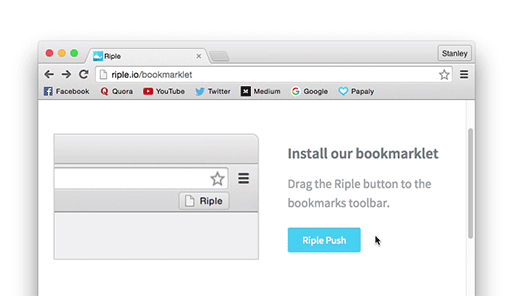 Riple
Stanley
riple.io/bookmarklet
Facebook Quora YouTube Twitter Medium Google Papaly
Install our bookmarklet
Drag the Riple button to the
bookmarks toolbar.
Riple
Riple Push